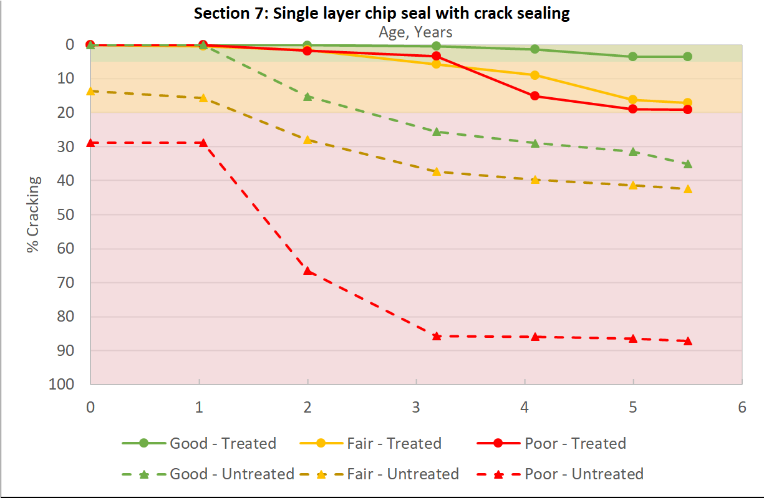 Section 7: Single layer chip seal with crack sealing
Age, Years
% Cracking
0
10
20
30
40
50
60
70
80
90
100
0 1 2 3 4 5 6
Good - Treated Fair - Treated Poor - Treated
Good - Untreated Fair - Untreated Poor - Untreated